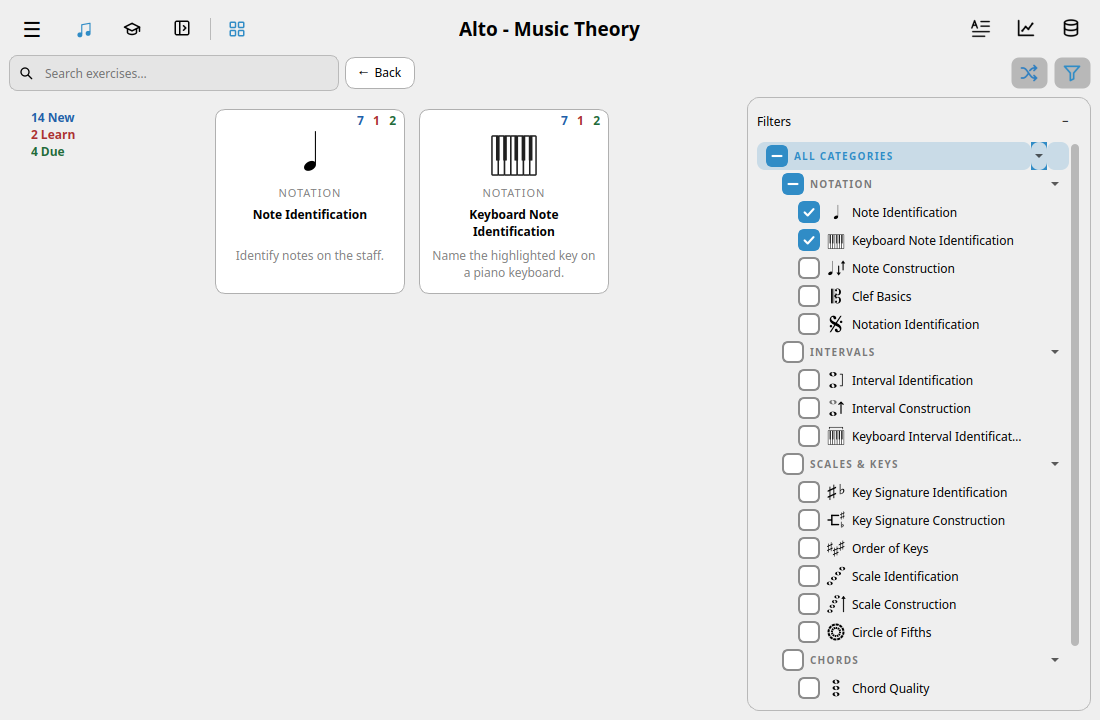 Alto - Music Theory
Search exercises...
← Back
14 New
2 Learn
4 Due
7 1 2
NOTATION
Note Identification
Identify notes on the staff.
7 1 2
NOTATION
Keyboard Note
Identification
Name the highlighted key on
a piano keyboard.
Filters
ALL CATEGORIES
NOTATION
Note Identification
Keyboard Note Identification
Note Construction
Clef Basics
Notation Identification
INTERVALS
Interval Identification
Interval Construction
Keyboard Interval Identificat...
SCALES & KEYS
Key Signature Identification
Key Signature Construction
Order of Keys
Scale Identification
Scale Construction
Circle of Fifths
CHORDS
Chord Quality